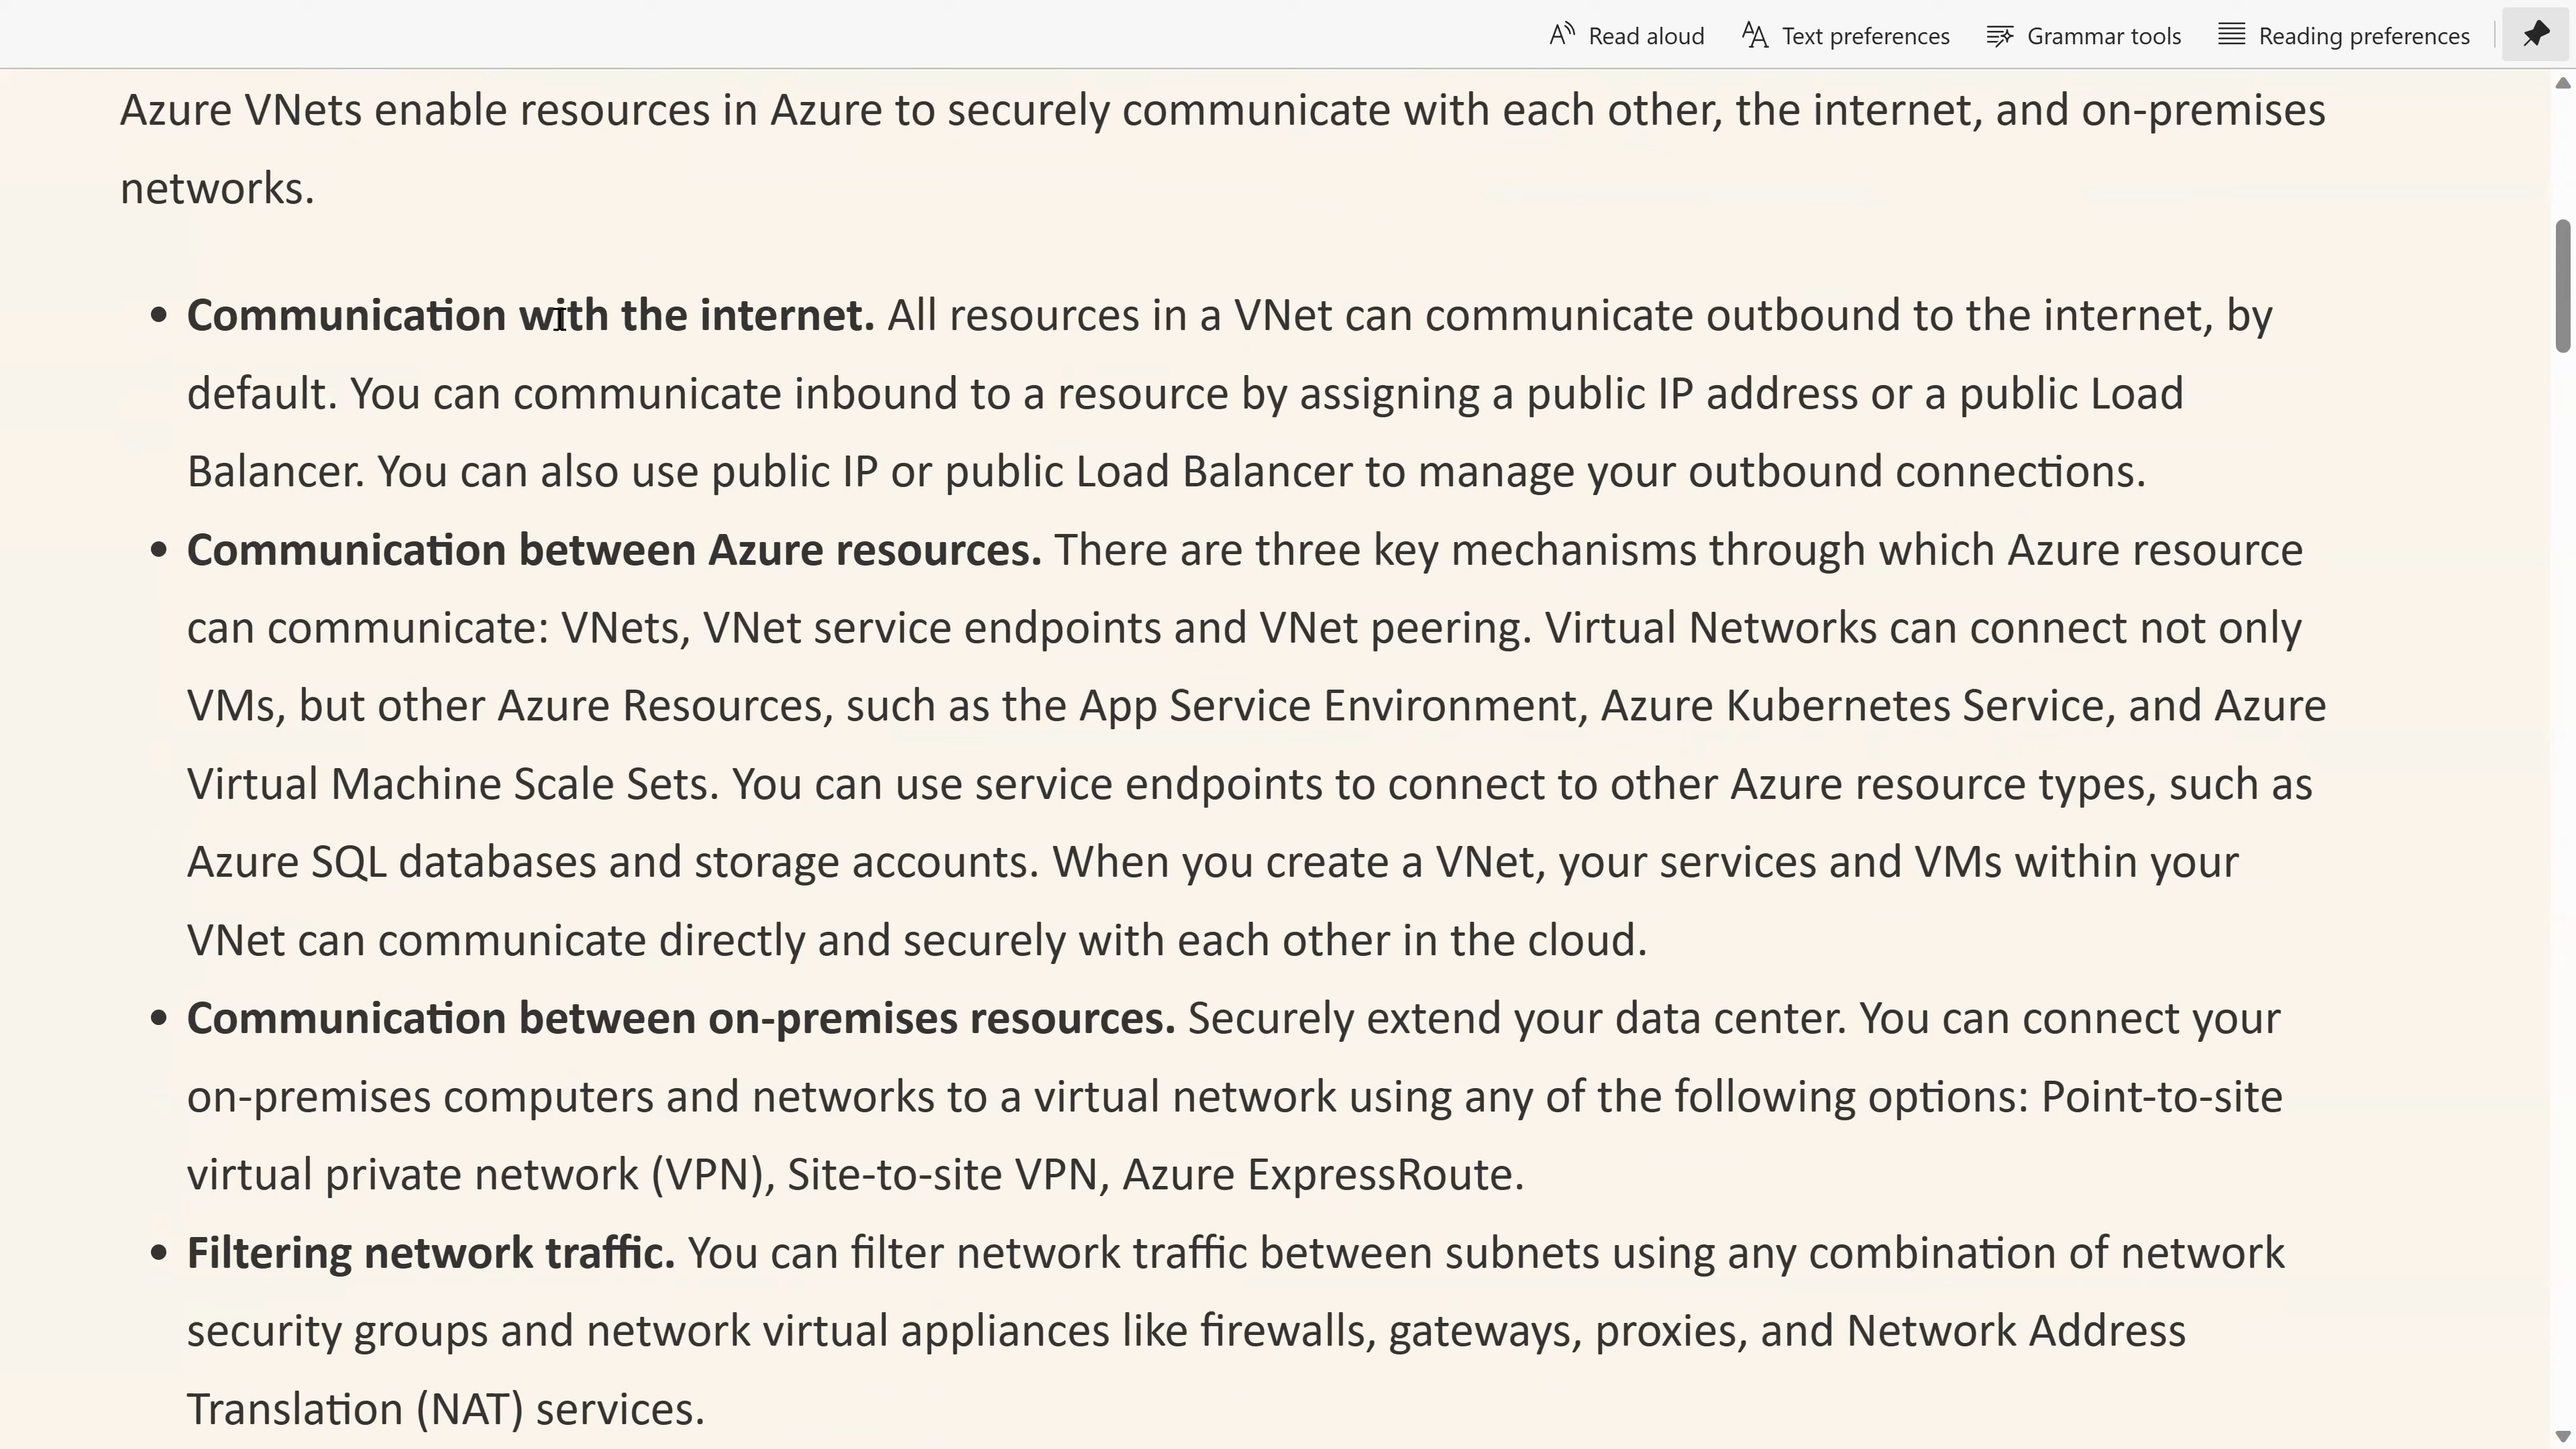 Read aloud Text preferences Grammar tools Reading preferences
Azure VNets enable resources in Azure to securely communicate with each other, the internet, and on-premises
networks.
• Communication with the internet. All resources in a VNet can communicate outbound to the internet, by
default. You can communicate inbound to a resource by assigning a public IP address or a public Load
Balancer. You can also use public IP or public Load Balancer to manage your outbound connections.
• Communication between Azure resources. There are three key mechanisms through which Azure resource
can communicate: VNets, VNet service endpoints and VNet peering. Virtual Networks can connect not only
VMs, but other Azure Resources, such as the App Service Environment, Azure Kubernetes Service, and Azure
Virtual Machine Scale Sets. You can use service endpoints to connect to other Azure resource types, such as
Azure SQL databases and storage accounts. When you create a VNet, your services and VMs within your
VNet can communicate directly and securely with each other in the cloud.
• Communication between on-premises resources. Securely extend your data center. You can connect your
on-premises computers and networks to a virtual network using any of the following options: Point-to-site
virtual private network (VPN), Site-to-site VPN, Azure ExpressRoute.
• Filtering network traffic. You can filter network traffic between subnets using any combination of network
security groups and network virtual appliances like firewalls, gateways, proxies, and Network Address
Translation (NAT) services.